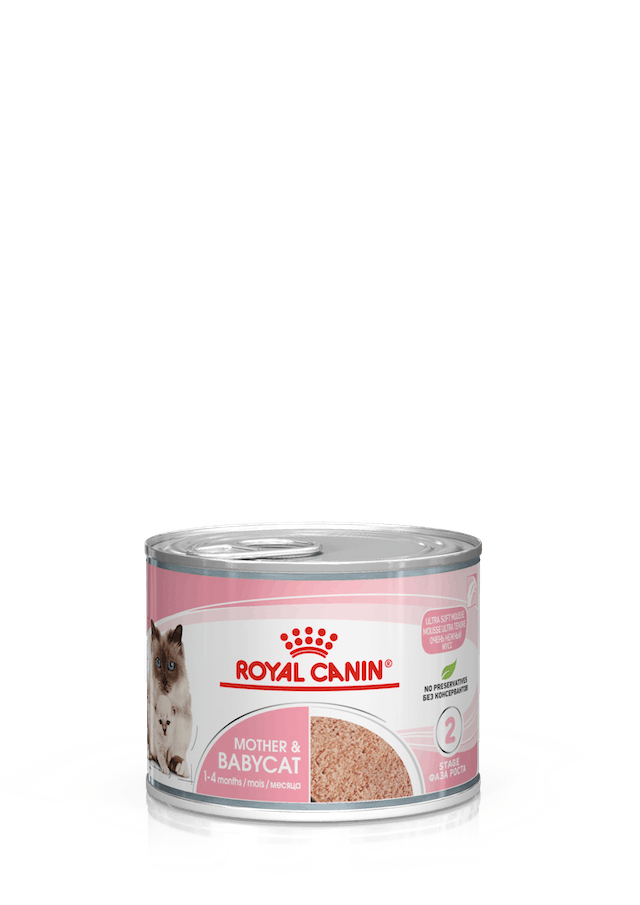 ROYAL CANIN®
MOTHER &
BABYCAT
1-4 months / mois / месяца
ULTRA SOFT MOUSSE
MOUSSE ULTRA TENDRE
ОЧЕНЬ НЕЖНЫЙ
МУСС
NO PRESERVATIVES
БЕЗ КОНСЕРВАНТОВ
2
STAGE
ФАЗА РОСТА